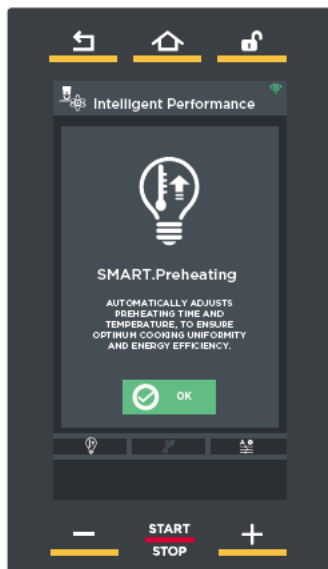 Intelligent Performance
SMART.Preheating
AUTOMATICALLY ADJUSTS
PREHEATING TIME AND
TEMPERATURE, TO ENSURE
OPTIMUM COOKING UNIFORMITY
AND ENERGY EFFICIENCY.
OK
START
STOP